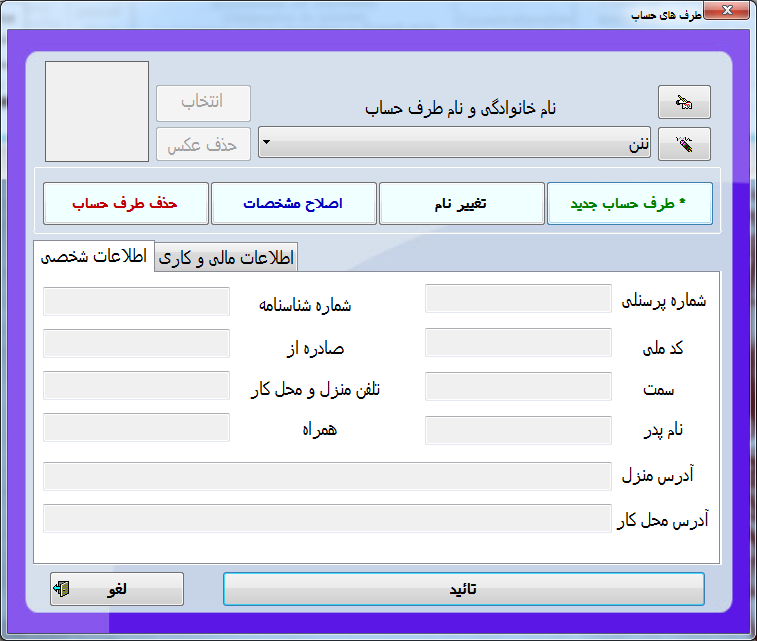 طرف های حساب
نام خانوادگی و نام طرف حساب
انتخاب
ننن
حذف عکس
* طرف حساب جدید
تغییر نام
اصلاح مشخصات
حذف طرف حساب
اطلاعات مالی و کاری
اطلاعات شخصی
شماره پرسنلی
شماره شناسنامه
کد ملی
صادره از
سمت
تلفن منزل و محل کار
نام پدر
همراه
آدرس منزل
آدرس محل کار
تائید
لغو